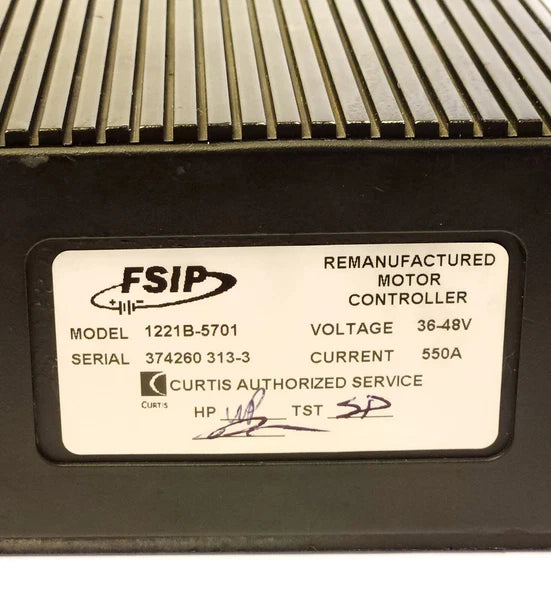 FSIP
REMANUFACTURED
MOTOR
CONTROLLER
MODEL 1221B-5701 VOLTAGE 36-48V
SERIAL 374260 313-3 CURRENT 550A
CURTIS AUTHORIZED SERVICE
CURTIS
HP TST SD